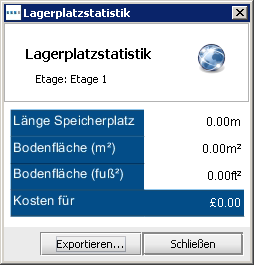 Lagerplatzstatistik
Lagerplatzstatistik
Etage: Etage 1
Länge Speicherplatz 0.00m
Bodenfläche (m²) 0.00m²
Bodenfläche (fuß²) 0.00ft²
Kosten für £0.00
Exportieren... Schließen